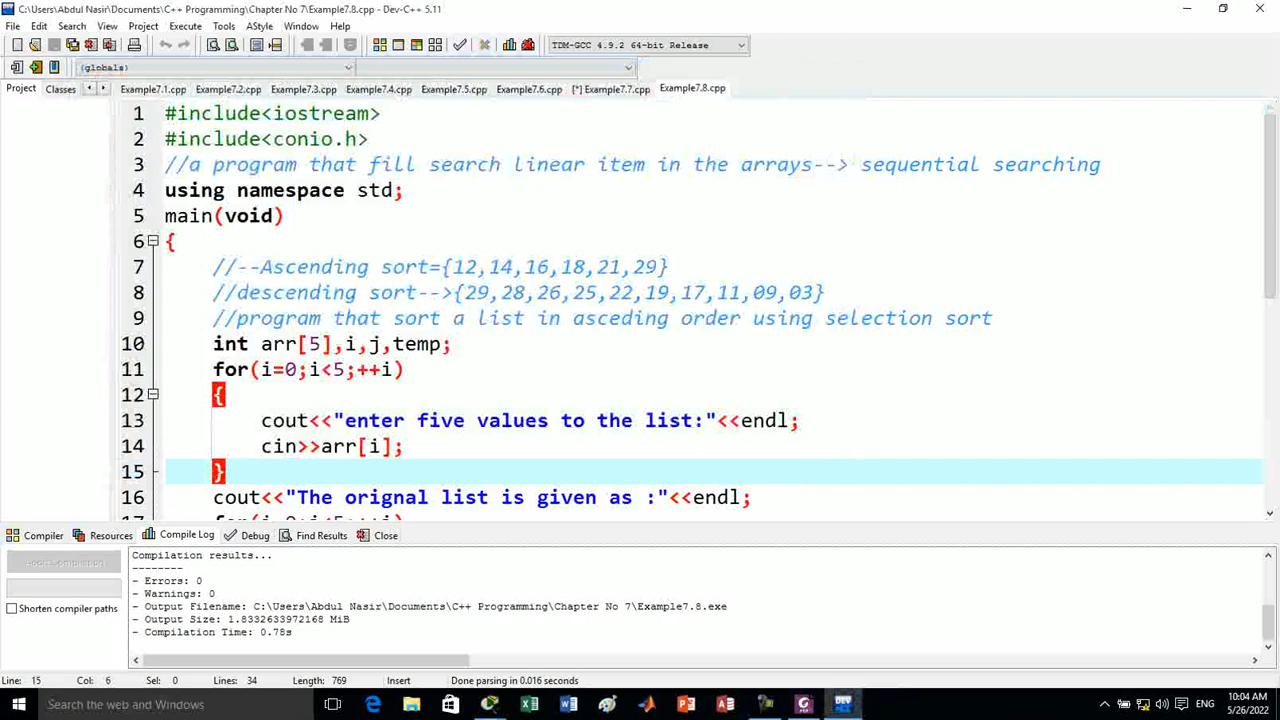 C:\Users\Abdul Nasir\Documents\C++ Programming\Chapter No 7\Example7.8.cpp - Dev-C++ 5.11
File Edit Search View Project Execute Tools AStyle Window Help
TDM-GCC 4.9.2 64-bit Release
(globals)
Project Classes Example7.1.cpp Example7.2.cpp Example7.3.cpp Example7.4.cpp Example7.5.cpp Example7.6.cpp [*] Example7.7.cpp Example7.8.cpp
1 #include<iostream>
2 #include<conio.h>
3 //a program that fill search linear item in the arrays--> sequential searching
4 using namespace std;
5 main(void)
6 {
7 //--Ascending sort={12,14,16,18,21,29}
8 //descending sort-->{29,28,26,25,22,19,17,11,09,03}
9 //program that sort a list in asceding order using selection sort
10 int arr[5],i,j,temp;
11 for(i=0;i<5;++i)
12 {
13 cout<<"enter five values to the list:"<<endl;
14 cin>>arr[i];
15 }
16 cout<<"The orignal list is given as :"<<endl;
17 for(i=0;i<5;++i)
Compiler Resources Compile Log Debug Find Results Close
Abort Compilation
Shorten compiler paths
Compilation results...
--------
- Errors: 0
- Warnings: 0
- Output Filename: C:\Users\Abdul Nasir\Documents\C++ Programming\Chapter No 7\Example7.8.exe
- Output Size: 1.8332633972168 MiB
- Compilation Time: 0.78s
Line: 15 Col: 6 Sel: 0 Lines: 34 Length: 769 Insert Done parsing in 0.016 seconds
Search the web and Windows
ENG
10:04 AM
5/26/2022